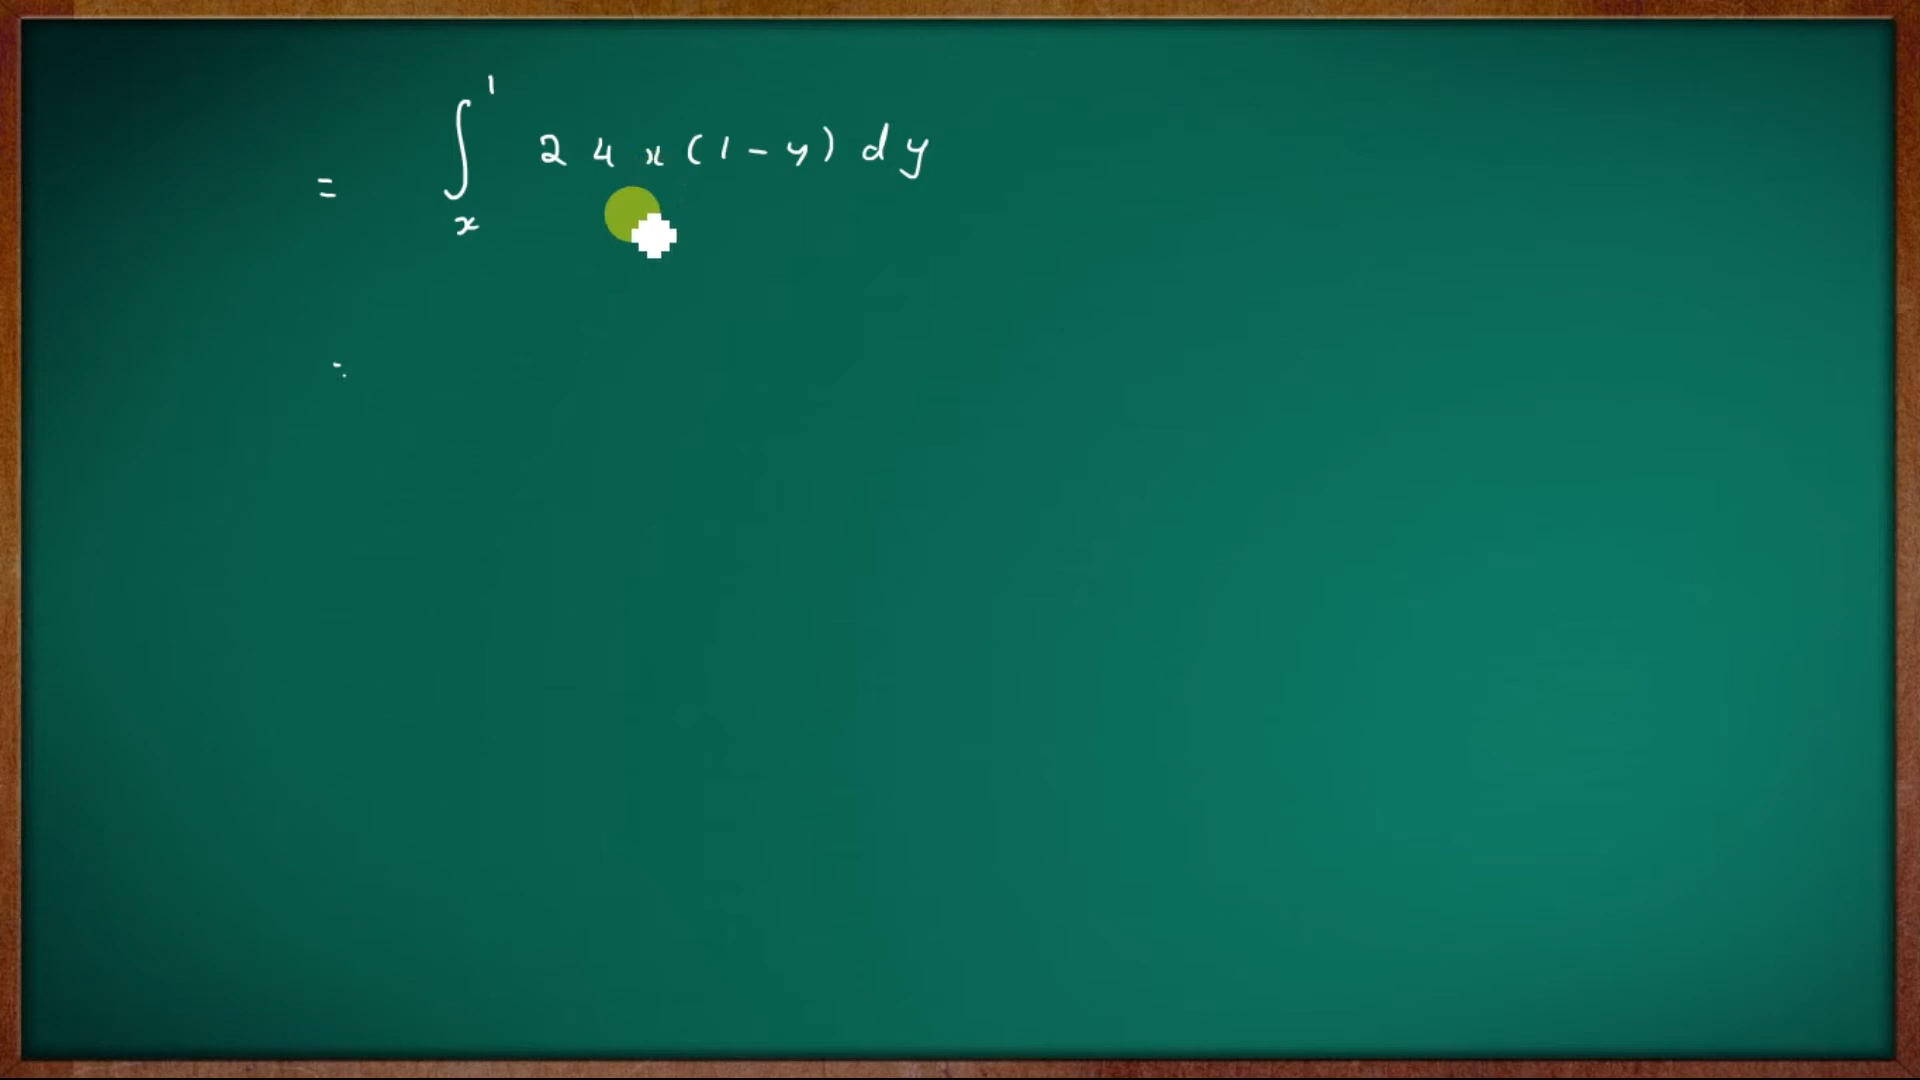 = ∫ₓ¹ 24x(1-y)dy
=